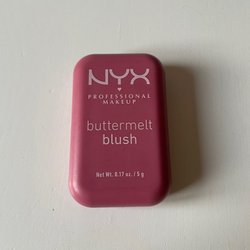 NYX
PROFESSIONAL
MAKEUP
buttermelt
blush
Net Wt. 0.17 oz. / 5 g